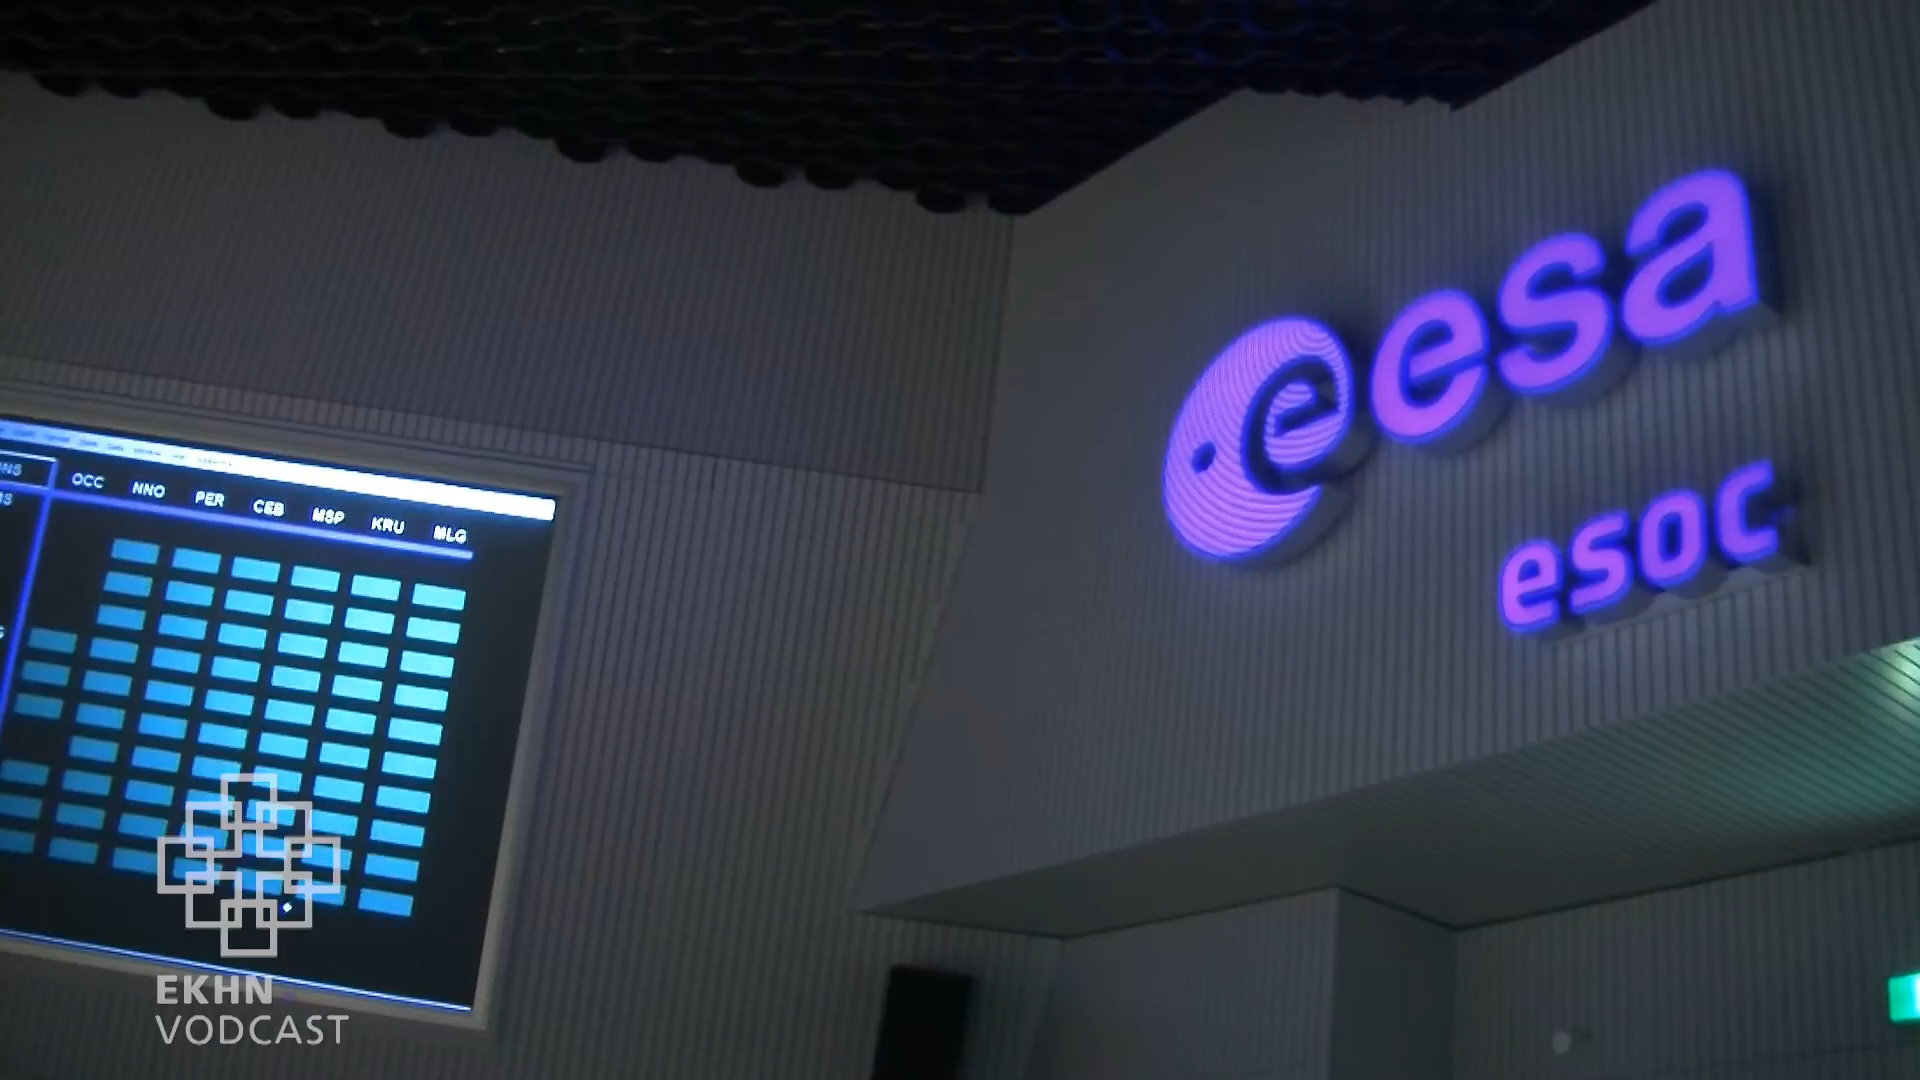 esa
esoc
OCC NNO PER CEB MSP KRU MLG
EKHN
VODCAST